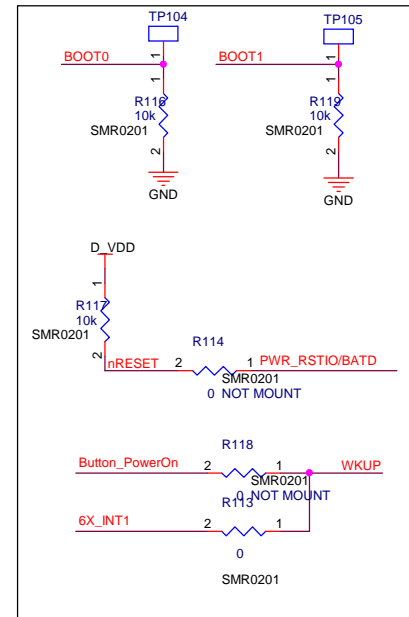 TP104
TP105
BOOT0
1
BOOT1
1
1
R116
10k
SMR0201
2
GND
1
R119
10k
SMR0201
2
GND
D_VDD
1
R117
10k
SMR0201
2
nRESET
R114
2
1
PWR_RSTIO/BATD
SMR0201
0 NOT MOUNT
R118
Button_PowerOn
2
1
WKUP
SMR0201
0 NOT MOUNT
R113
6X_INT1
2
1
0
SMR0201